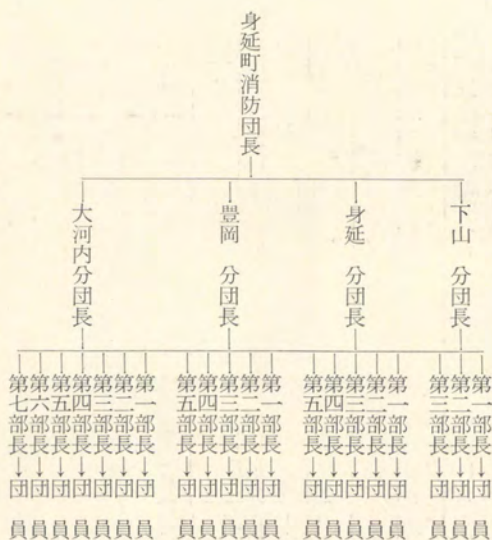 身延町消防団長
下山 分団長
第一部長→団員
第二部長→団員
第三部長→団員
身延 分団長
第一部長→団員
第二部長→団員
第三部長→団員
第四部長→団員
第五部長→団員
豊岡 分団長
第一部長→団員
第二部長→団員
第三部長→団員
第四部長→団員
第五部長→団員
大河内分団長
第一部長→団員
第二部長→団員
第三部長→団員
第四部長→団員
第五部長→団員
第六部長→団員
第七部長→団員